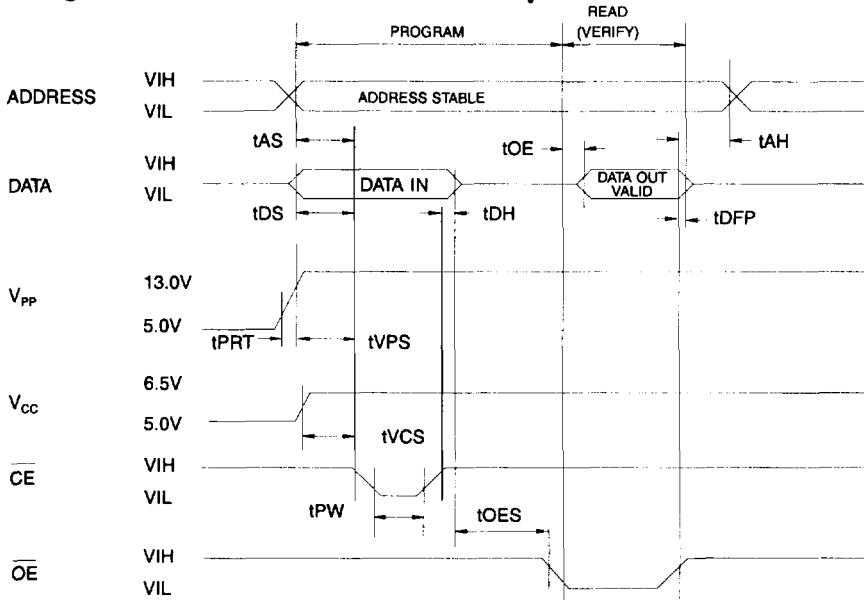 READ
PROGRAM (VERIFY)
ADDRESS VIH
VIL ADDRESS STABLE
tAS tOE tAH
DATA VIH
VIL DATA IN DATA OUT
VALID
tDS tDH tDFP
VPP 13.0V
5.0V
tPRT tVPS
VCC 6.5V
5.0V
tVCS
CE VIH
VIL
tPW tOES
OE VIH
VIL